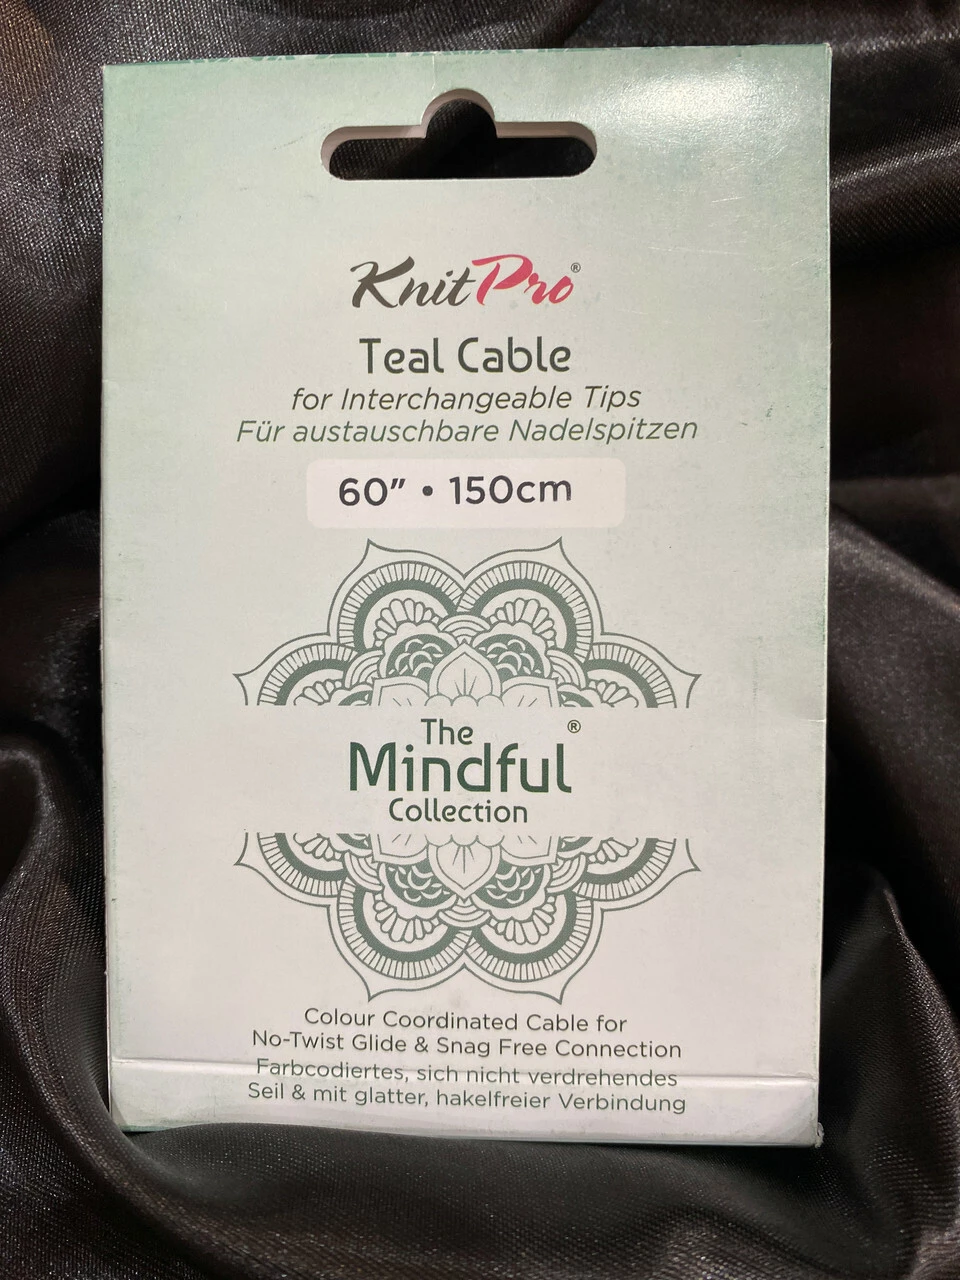 KnitPro®
Teal Cable
for Interchangeable Tips
Für austauschbare Nadelspitzen
60” • 150cm
The
Mindful®
Collection
Colour Coordinated Cable for
No-Twist Glide & Snag Free Connection
Farbcodiertes, sich nicht verdrehendes
Seil & mit glatter, hakelfreier Verbindung